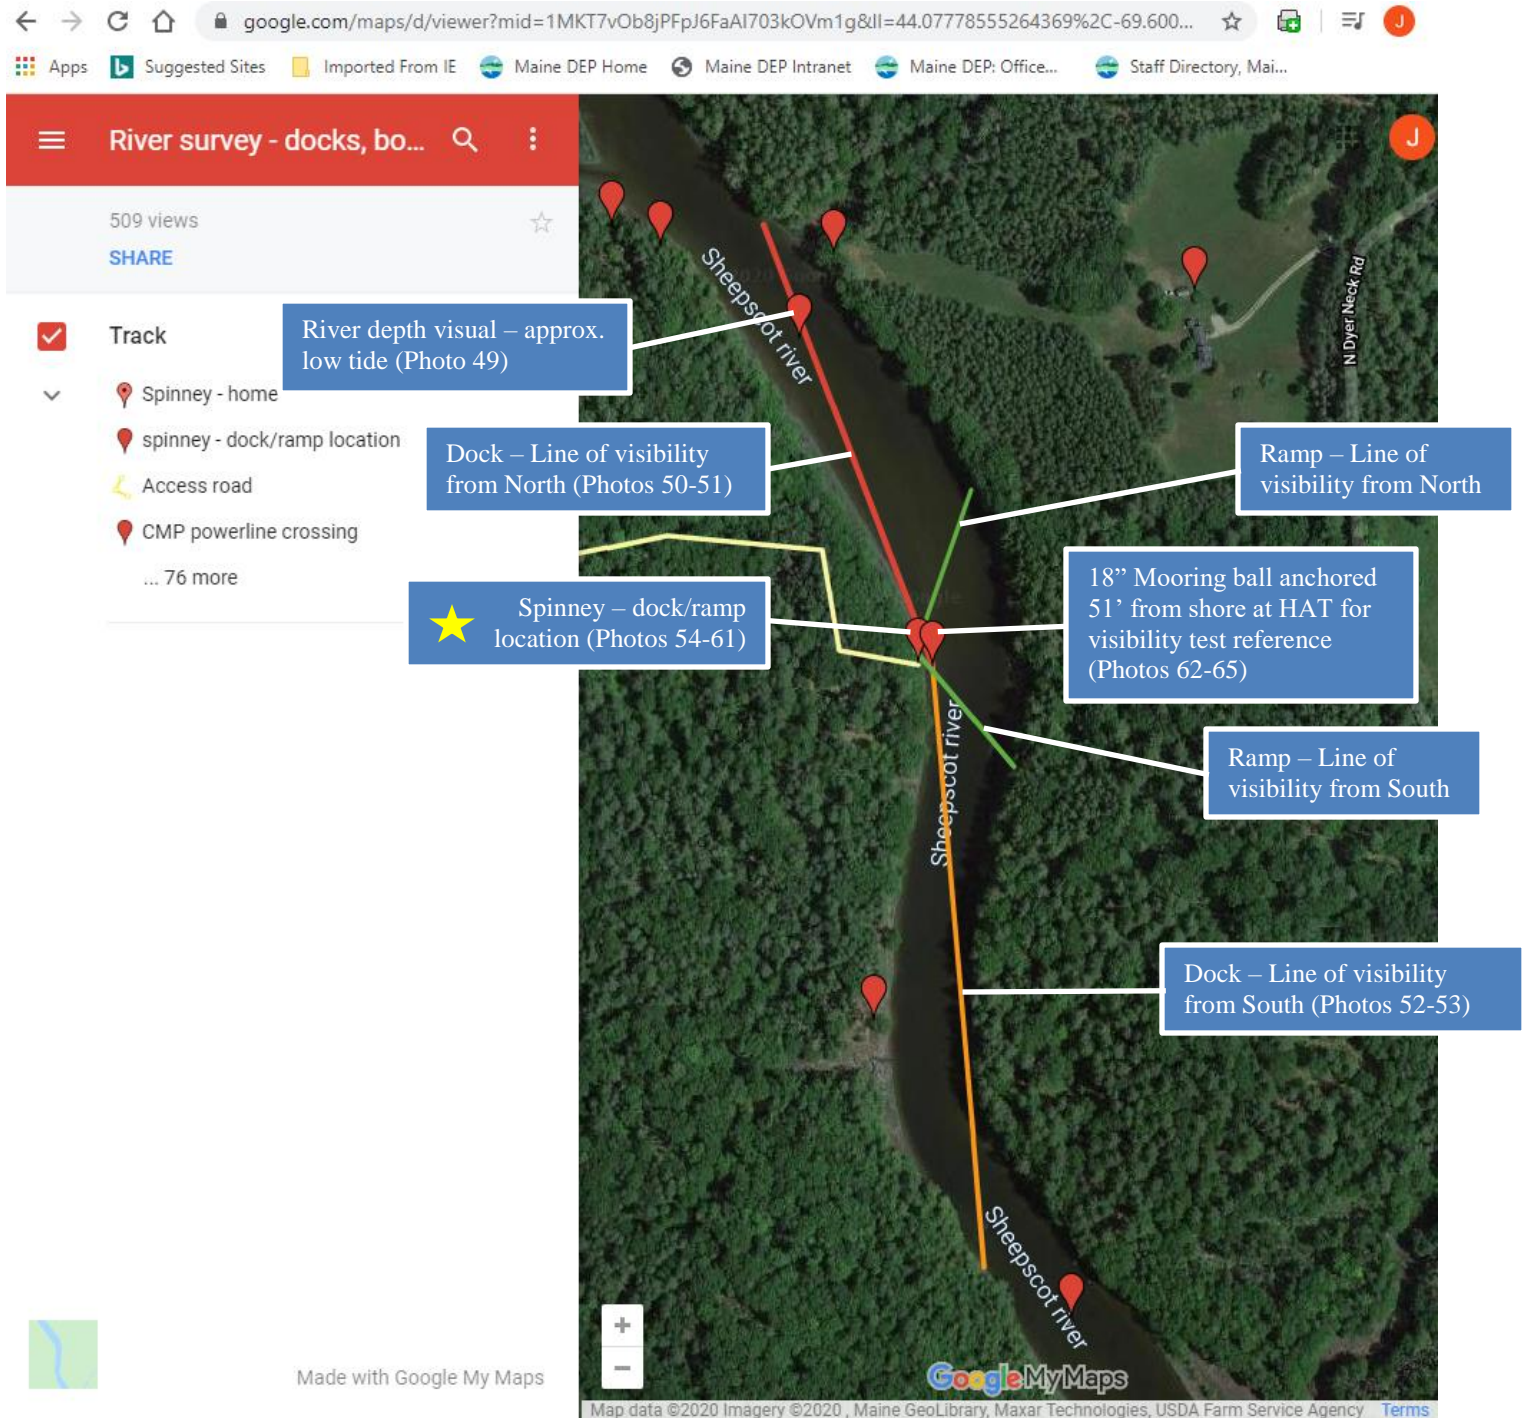 google.com/maps/d/viewer?mid=1MKT7vOb8jPFpJ6FaAI703kOVm1g&ll=44.07778555264369%2C-69.600...
J
Apps
Suggested Sites
Imported From IE
Maine DEP Home
Maine DEP Intranet
Maine DEP: Office...
Staff Directory, Mai...
River survey - docks, bo...
J
509 views
SHARE
Track
Spinney - home
spinney - dock/ramp location
Access road
CMP powerline crossing
... 76 more
River depth visual – approx.
low tide (Photo 49)
Dock – Line of visibility
from North (Photos 50-51)
Spinney – dock/ramp
location (Photos 54-61)
Ramp – Line of
visibility from North
18” Mooring ball anchored
51’ from shore at HAT for
visibility test reference
(Photos 62-65)
Ramp – Line of
visibility from South
Dock – Line of visibility
from South (Photos 52-53)
Sheepscot river
N Dyer Neck Rd
Sheepscot river
Sheepscot river
+
−
Made with Google My Maps
Google My Maps
Map data ©2020 Imagery ©2020 , Maine GeoLibrary, Maxar Technologies, USDA Farm Service Agency
Terms